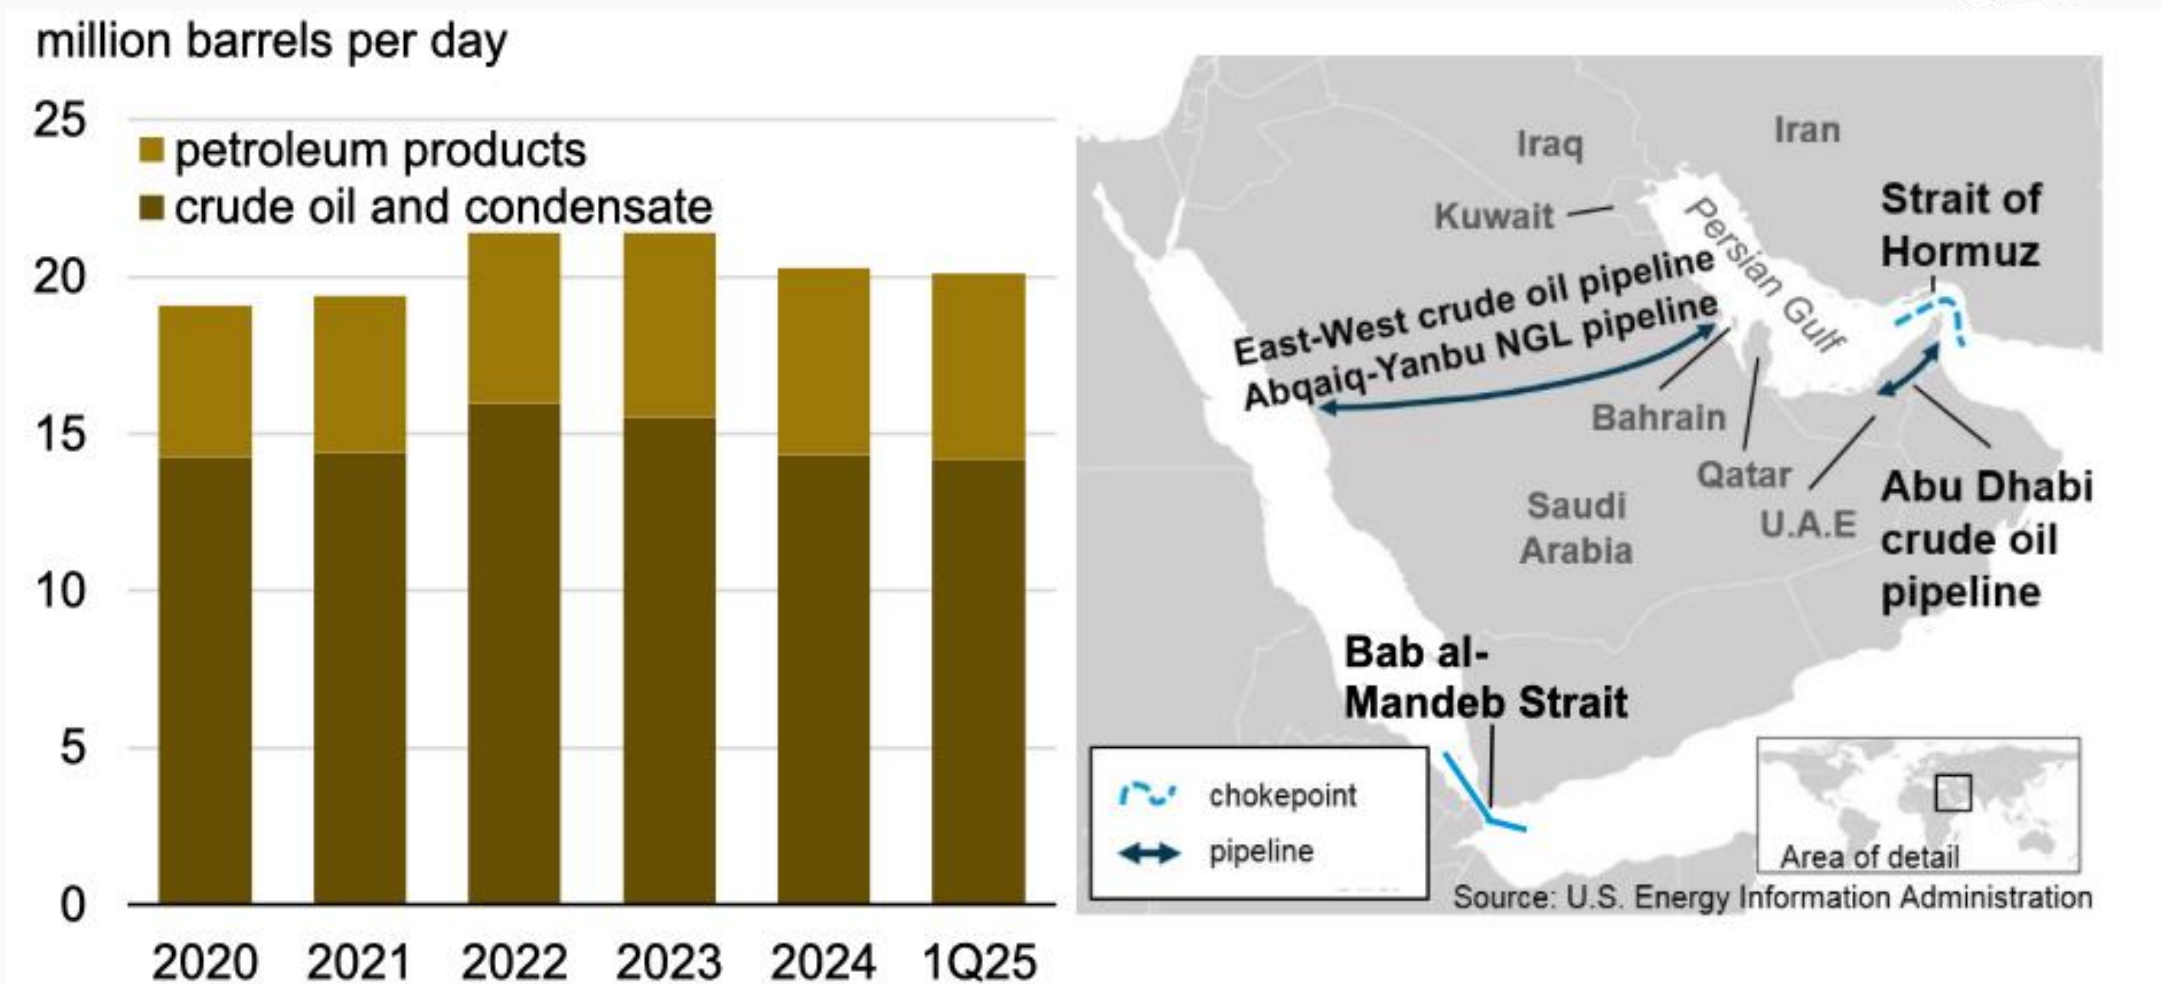 million barrels per day
25
petroleum products
crude oil and condensate
20
15
10
5
0
2020
2021
2022
2023
2024
1Q25
Iraq
Iran
Kuwait
Persian Gulf
Strait of
Hormuz
East-West crude oil pipeline
Abqaiq-Yanbu NGL pipeline
Bahrain
Qatar
U.A.E
Saudi
Arabia
Abu Dhabi
crude oil
pipeline
Bab al-
Mandeb Strait
chokepoint
pipeline
Area of detail
Source: U.S. Energy Information Administration